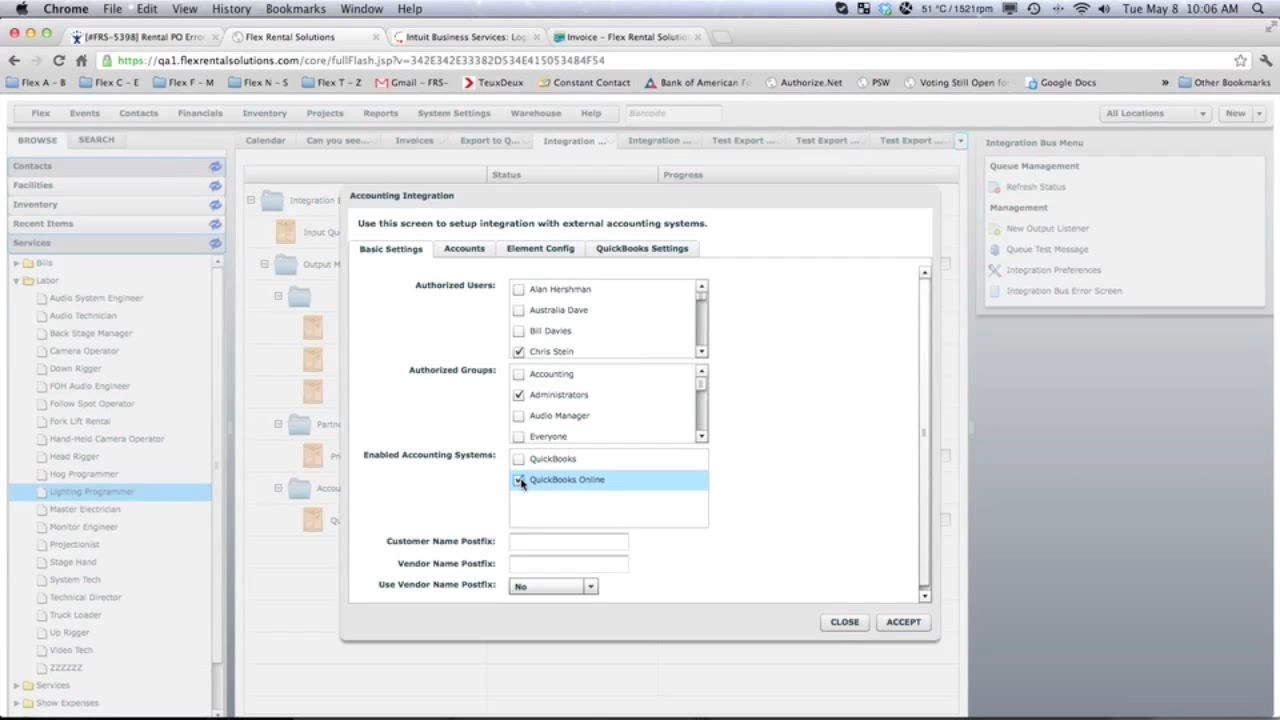 Chrome File Edit View History Bookmarks Window Help 51 °C / 1521rpm Tue May 8 10:06 AM
[#FRS-5398] Rental PO Erro Flex Rental Solutions Intuit Business Services: Log Invoice – Flex Rental Solutio
https://qa1.flexrentalsolutions.com/core/fullFlash.jsp?v=342E342E33382D534E415053484F54
Flex A – B Flex C – E Flex F – M Flex N – S Flex T – Z Gmail – FRS– TeuxDeux Constant Contact Bank of American F Authorize.Net PSW Voting Still Open fo Google Docs » Other Bookmarks
Flex Events Contacts Financials Inventory Projects Reports System Settings Warehouse Help Barcode All Locations New
BROWSE SEARCH Calendar Can you see... Invoices Export to Q... Integration ... Integration ... Test Export ... Test Export ... Test Export ... Integration Bus Menu
Contacts
Facilities
Inventory
Recent Items
Services
Bills
Labor
Audio System Engineer
Audio Technician
Back Stage Manager
Camera Operator
Down Rigger
FOH Audio Engineer
Follow Spot Operator
Fork Lift Rental
Hand-Held Camera Operator
Head Rigger
Hog Programmer
Lighting Programmer
Master Electrician
Monitor Engineer
Projectionist
Stage Hand
System Tech
Technical Director
Truck Loader
Up Rigger
Video Tech
ZZZZZZ
Services
Show Expenses
Status Progress
Integration
Input Qu
Output M
Partn
Pr
Accou
Qu
Accounting Integration
Use this screen to setup integration with external accounting systems.
Basic Settings Accounts Element Config QuickBooks Settings
Authorized Users:
Alan Hershman
Australia Dave
Bill Davies
Chris Stein
Authorized Groups:
Accounting
Administrators
Audio Manager
Everyone
Enabled Accounting Systems:
QuickBooks
QuickBooks Online
Customer Name Postfix:
Vendor Name Postfix:
Use Vendor Name Postfix: No
CLOSE ACCEPT
Queue Management
Refresh Status
Management
New Output Listener
Queue Test Message
Integration Preferences
Integration Bus Error Screen